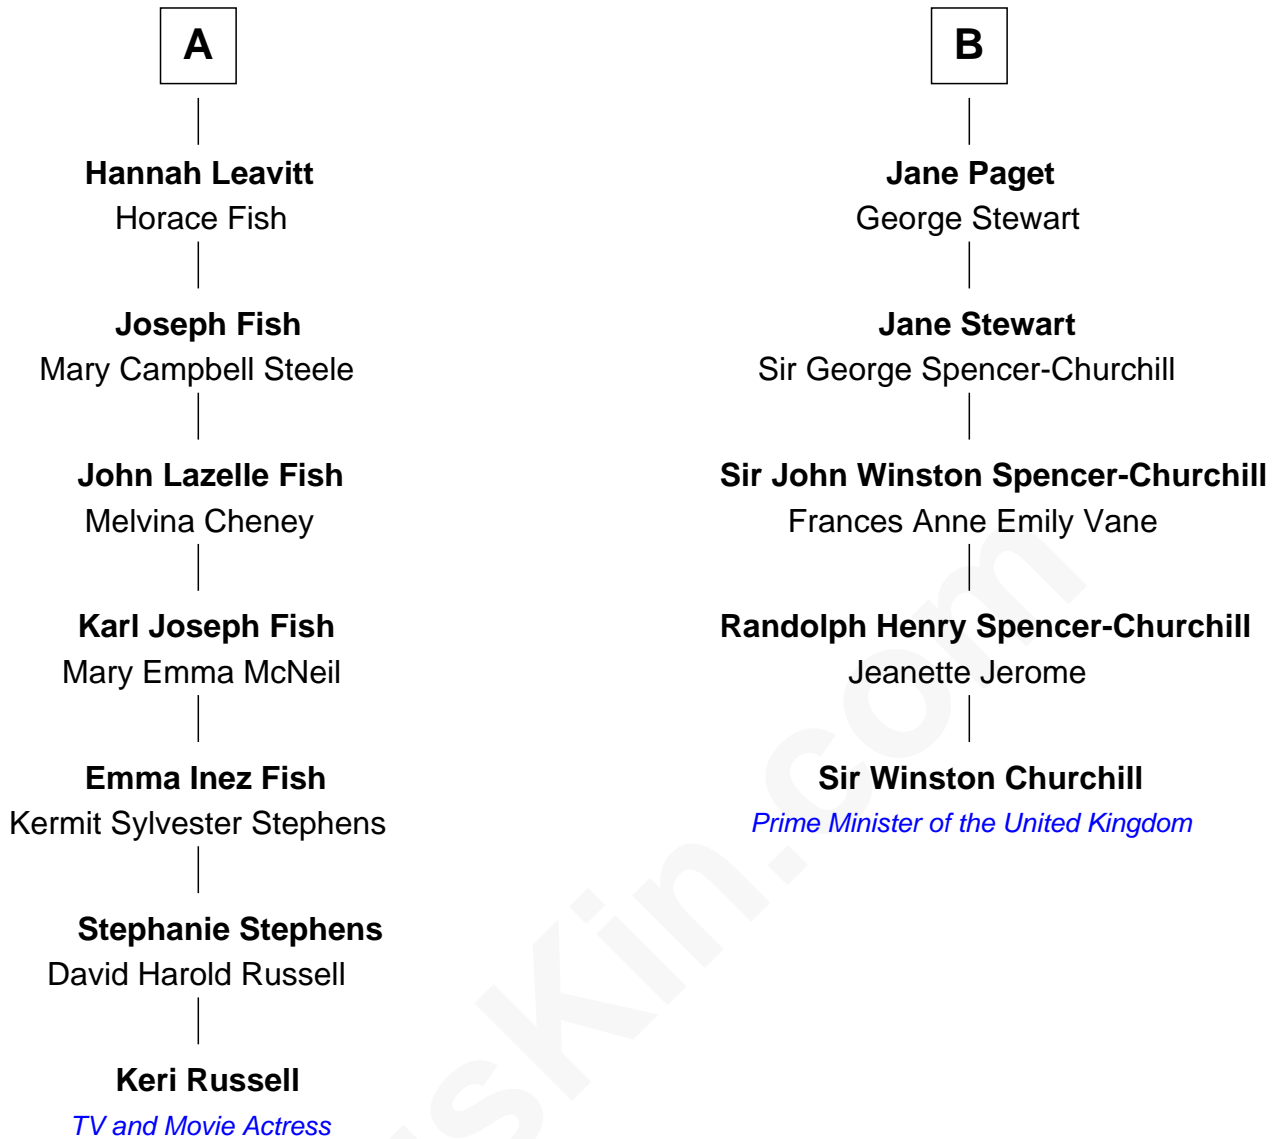 A
Hannah Leavitt
Horace Fish
Joseph Fish
Mary Campbell Steele
John Lazelle Fish
Melvina Cheney
Karl Joseph Fish
Mary Emma McNeil
Emma Inez Fish
Kermit Sylvester Stephens
Stephanie Stephens
David Harold Russell
Keri Russell
TV and Movie Actress
B
Jane Paget
George Stewart
Jane Stewart
Sir George Spencer-Churchill
Sir John Winston Spencer-Churchill
Frances Anne Emily Vane
Randolph Henry Spencer-Churchill
Jeanette Jerome
Sir Winston Churchill
Prime Minister of the United Kingdom
sKin.com